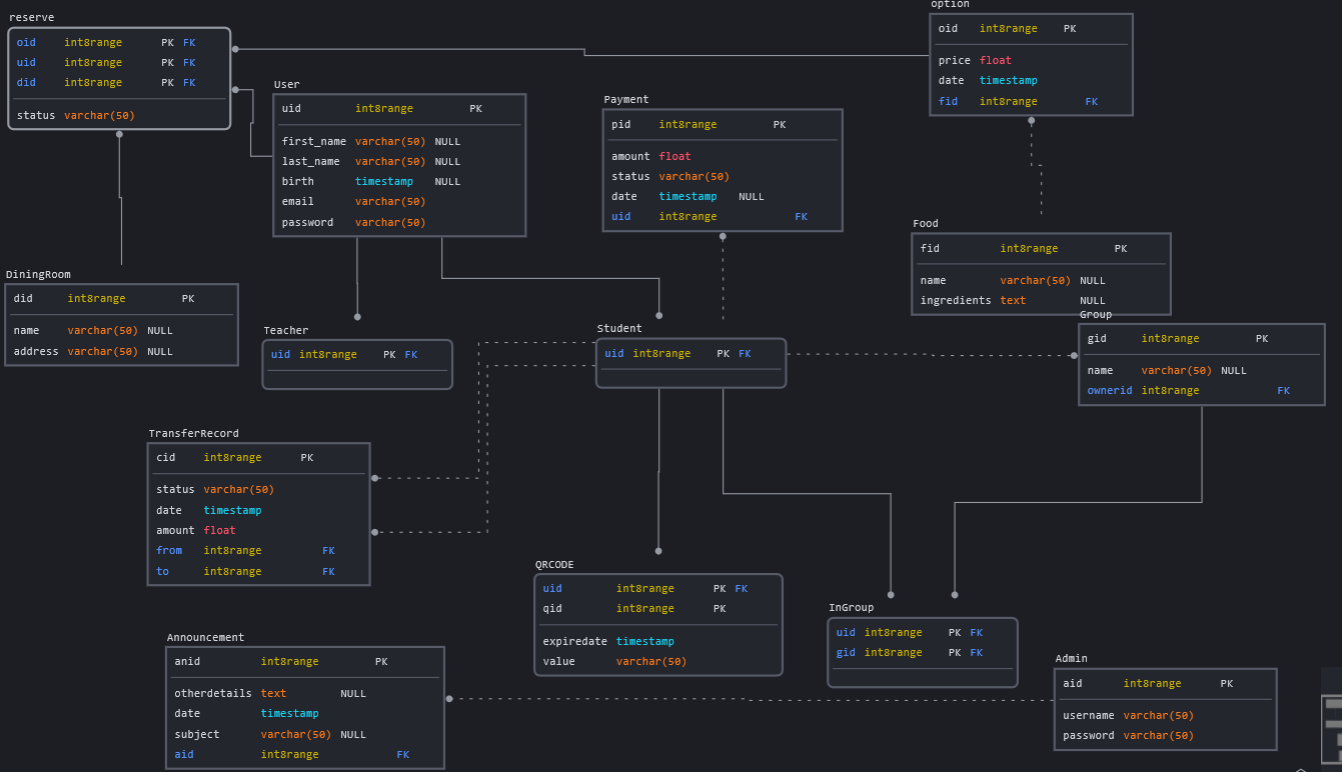 reserve
oid int8range PK FK
uid int8range PK FK
did int8range PK FK
status varchar(50)
option
oid int8range PK
price float
date timestamp
fid int8range FK
User
uid int8range PK
first_name varchar(50) NULL
last_name varchar(50) NULL
birth timestamp NULL
email varchar(50)
password varchar(50)
Payment
pid int8range PK
amount float
status varchar(50)
date timestamp NULL
uid int8range FK
Food
fid int8range PK
name varchar(50) NULL
ingredients text NULL
DiningRoom
did int8range PK
name varchar(50) NULL
address varchar(50) NULL
Teacher
uid int8range PK FK
Student
uid int8range PK FK
Group
gid int8range PK
name varchar(50) NULL
ownerid int8range FK
TransferRecord
cid int8range PK
status varchar(50)
date timestamp
amount float
from int8range FK
to int8range FK
QRCODE
uid int8range PK FK
qid int8range PK
expiredate timestamp
value varchar(50)
InGroup
uid int8range PK FK
gid int8range PK FK
Announcement
anid int8range PK
otherdetails text NULL
date timestamp
subject varchar(50) NULL
aid int8range FK
Admin
aid int8range PK
username varchar(50)
password varchar(50)